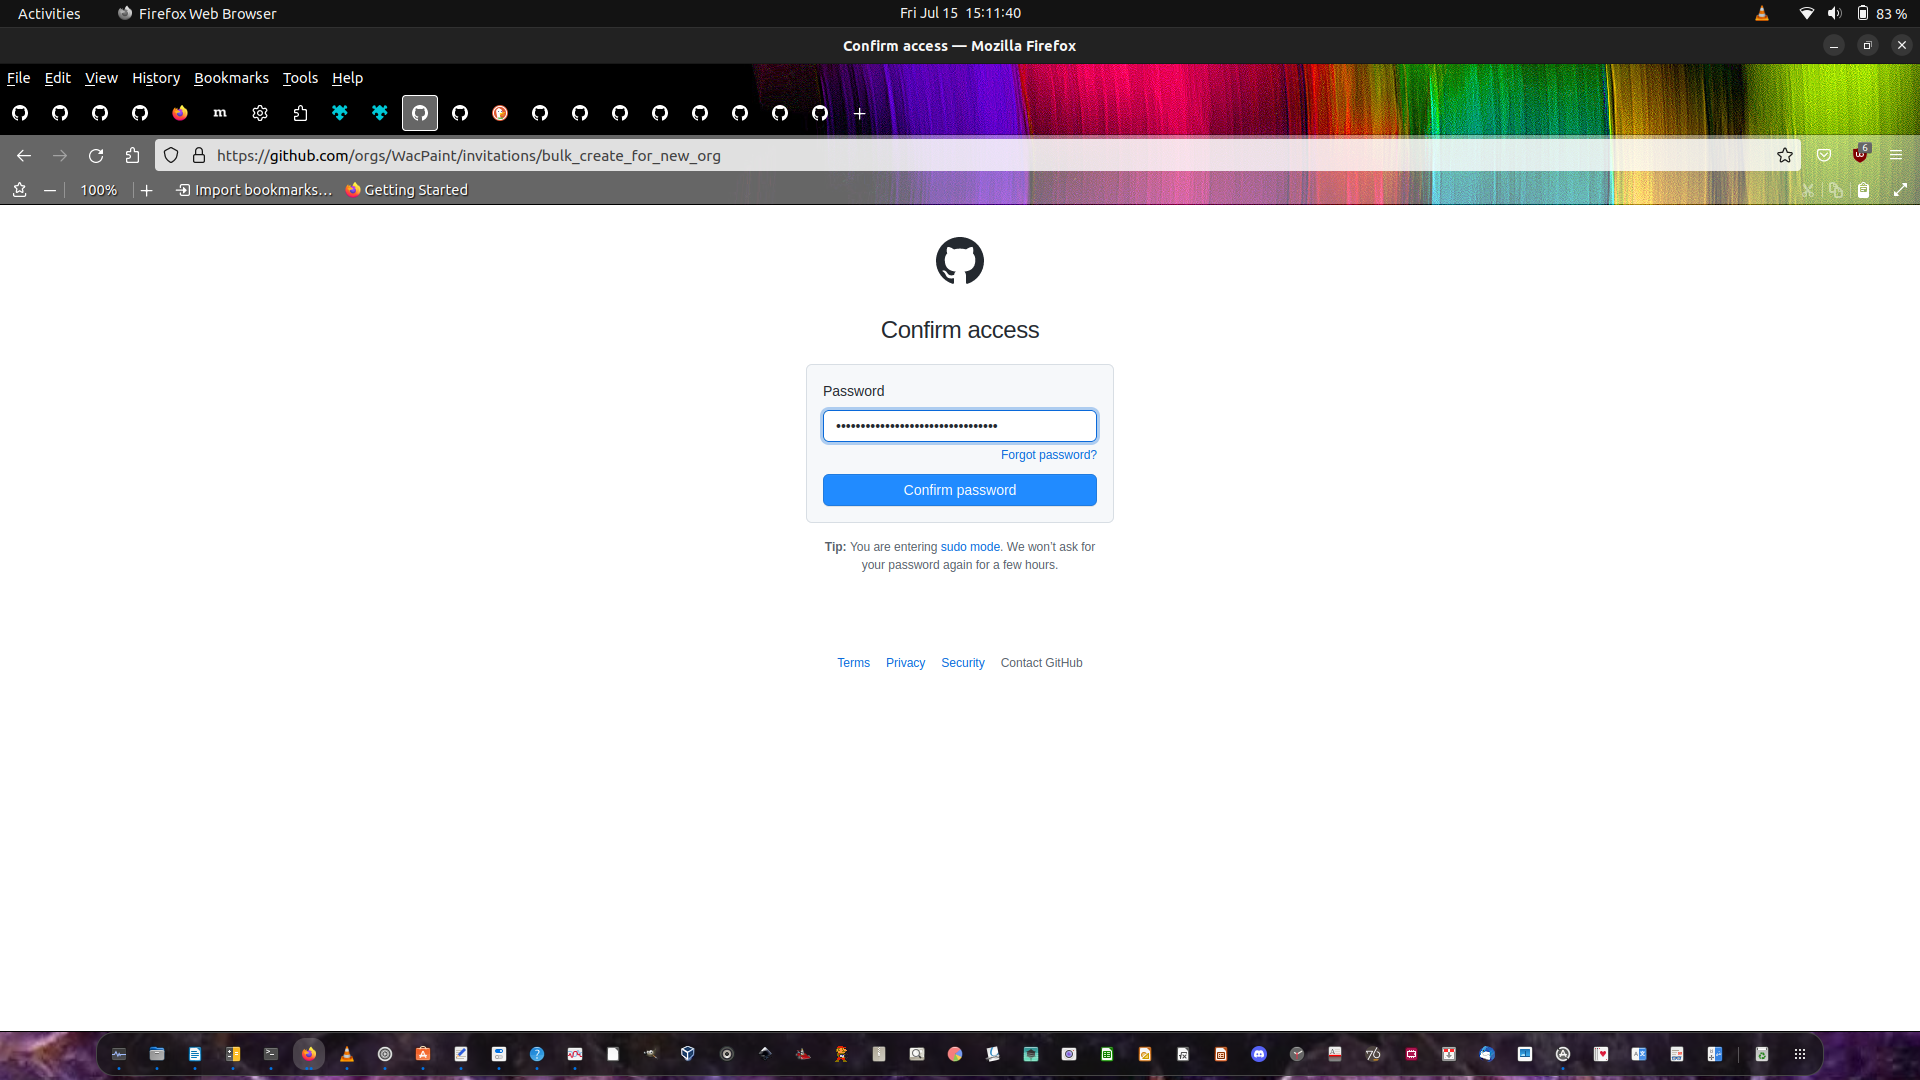 Activities Firefox Web Browser Fri Jul 15 15:11:40 83 %
Confirm access — Mozilla Firefox
File Edit View History Bookmarks Tools Help
m
https://github.com/orgs/WacPaint/invitations/bulk_create_for_new_org 6
100% Import bookmarks… Getting Started
Confirm access
Password
•••••••••••••••••••••••••••••••••
Forgot password?
Confirm password
Tip: You are entering sudo mode. We won't ask for
your password again for a few hours.
Terms Privacy Security Contact GitHub